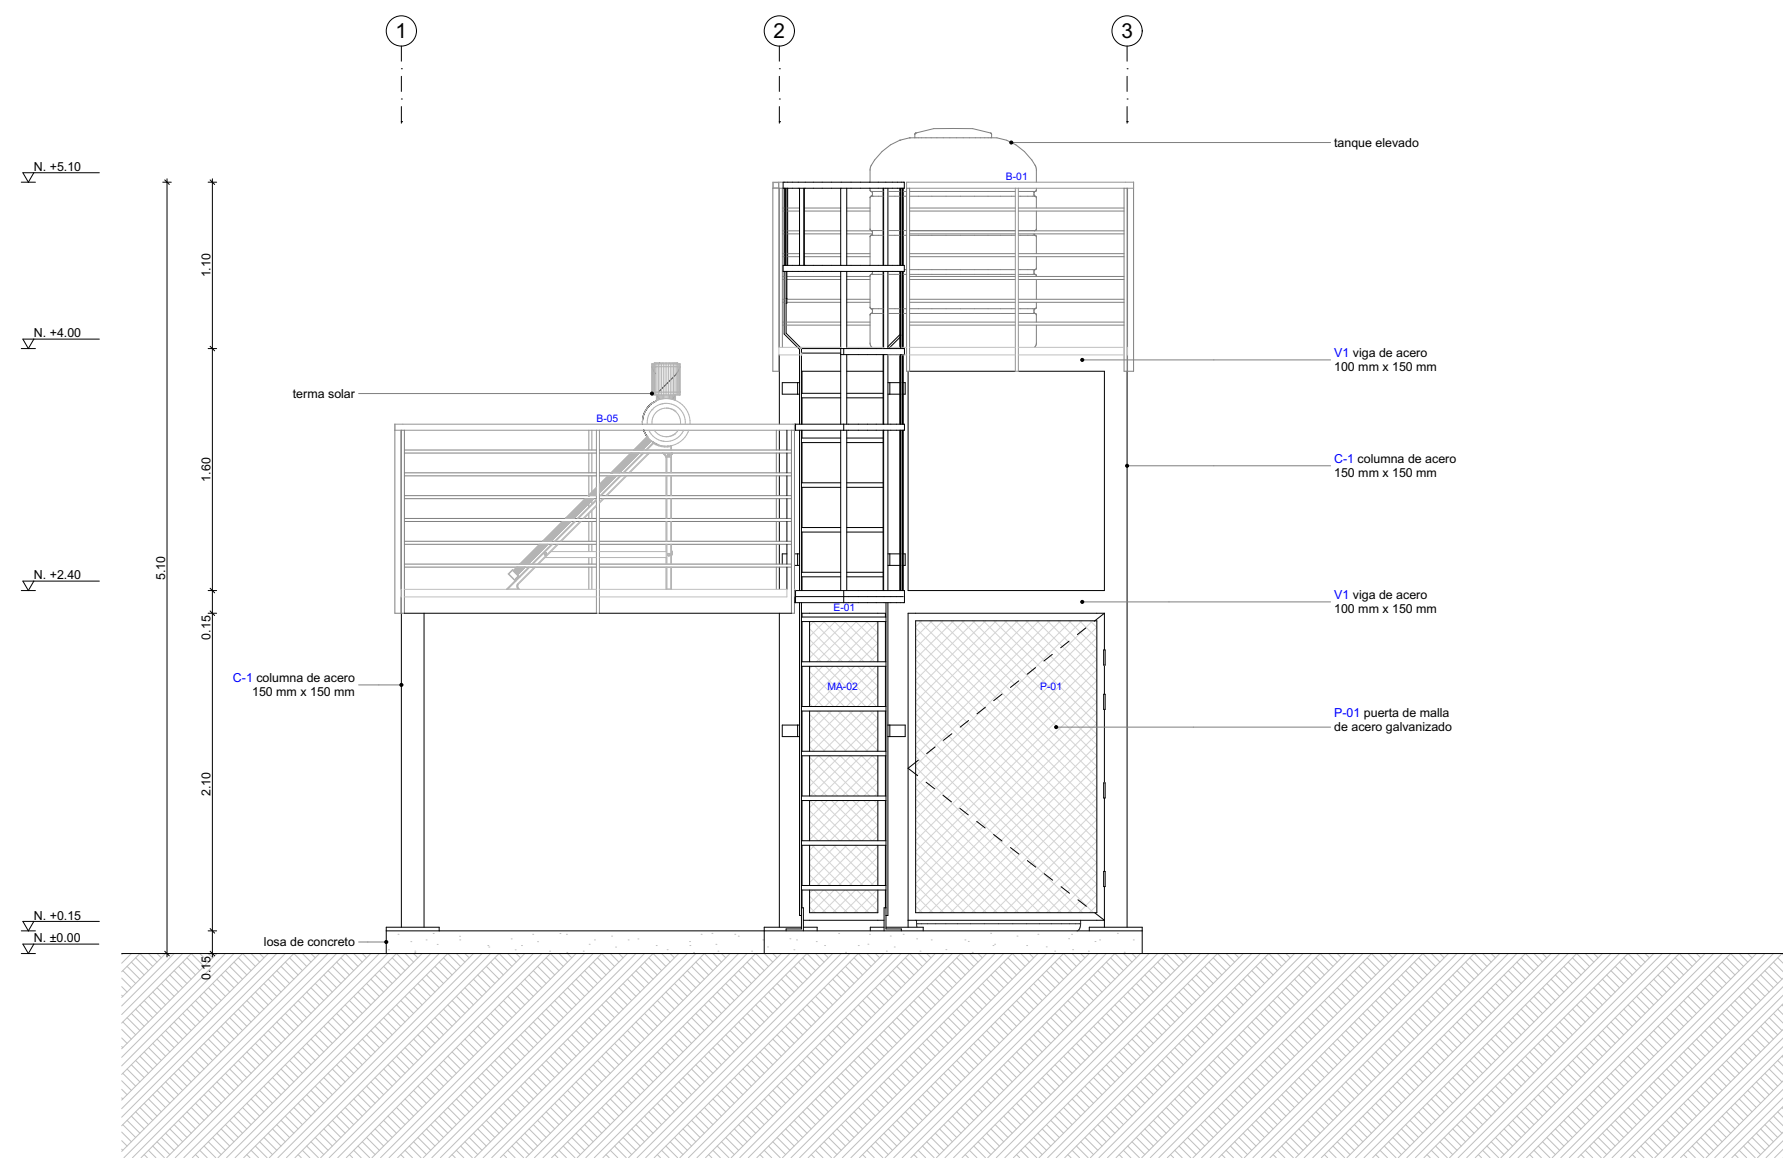 1
2
3
tanque elevado
N. +5.10
B-01
1.10
N. +4.00
V1 viga de acero
100 mm x 150 mm
terma solar
B-05
1.60
C-1 columna de acero
150 mm x 150 mm
5.10
N. +2.40
V1 viga de acero
100 mm x 150 mm
E-01
0.15
C-1 columna de acero
150 mm x 150 mm
MA-02
P-01
P-01 puerta de malla
de acero galvanizado
2.10
N. +0.15
N. ±0.00
losa de concreto
0.15